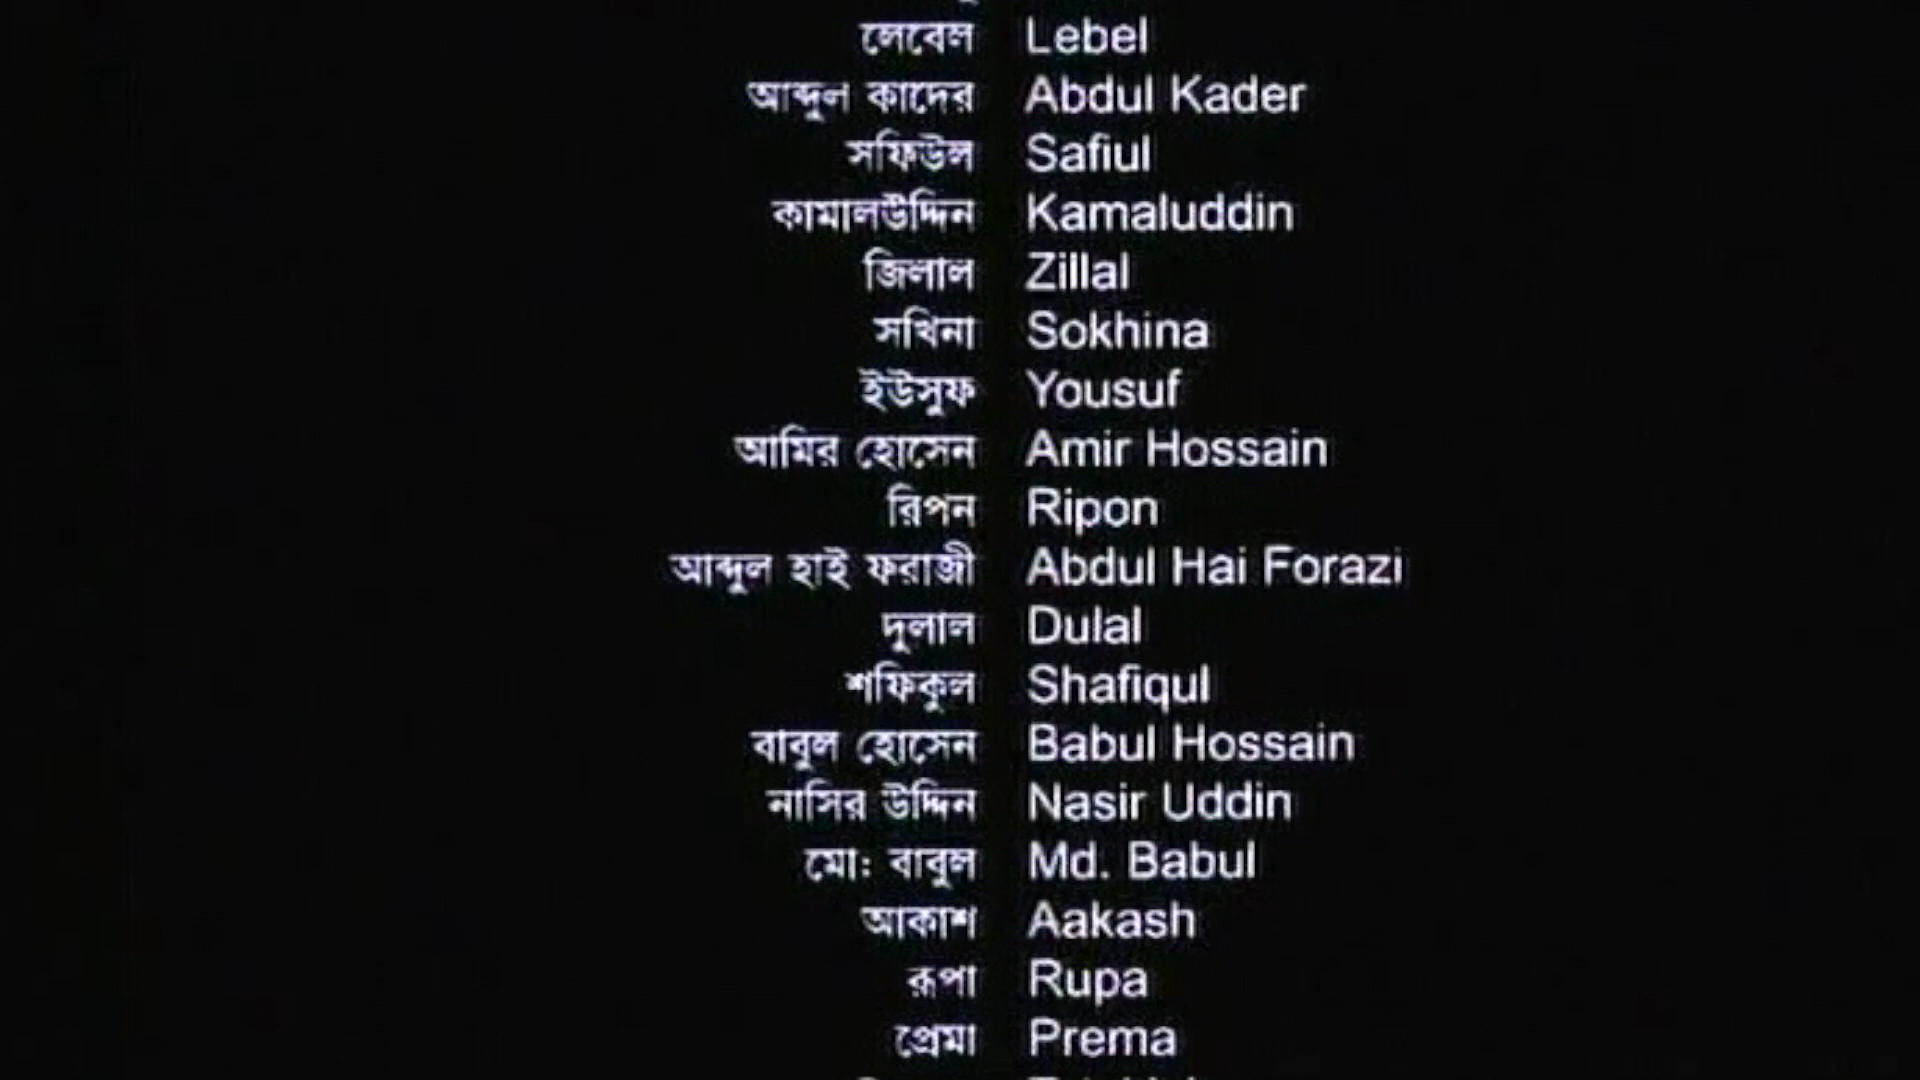 লেবেল Lebel
আব্দুল কাদের Abdul Kader
সফিউল Safiul
কামালউদ্দিন Kamaluddin
জিলাল Zillal
সখিনা Sokhina
ইউসুফ Yousuf
আমির হোসেন Amir Hossain
রিপন Ripon
আব্দুল হাই ফরাজী Abdul Hai Forazi
দুলাল Dulal
শফিকুল Shafiqul
বাবুল হোসেন Babul Hossain
নাসির উদ্দিন Nasir Uddin
মো: বাবুল Md. Babul
আকাশ Aakash
রূপা Rupa
প্রেমা Prema